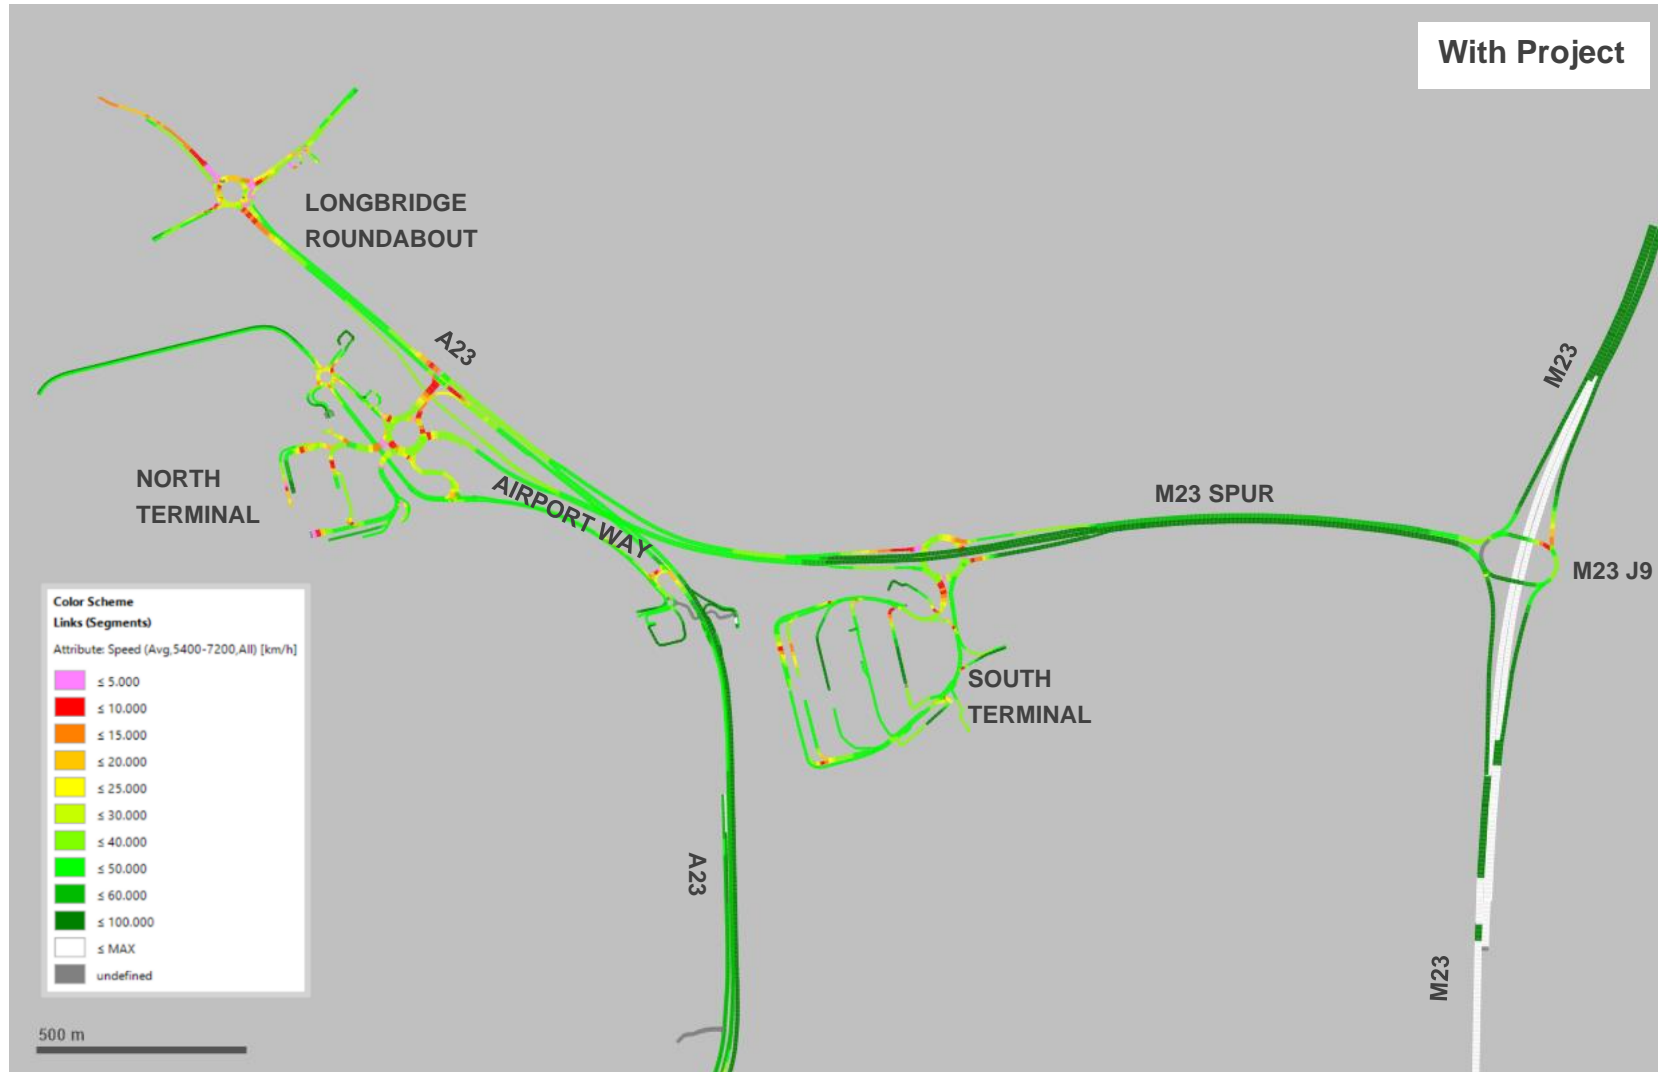 With Project
LONGBRIDGE
ROUNDABOUT
A23
M23
NORTH
TERMINAL
AIRPORT WAY
M23 SPUR
M23 J9
SOUTH
TERMINAL
A23
M23
Color Scheme
Links (Segments)
Attribute: Speed (Avg,5400-7200,All) [km/h]
≤ 5.000
≤ 10.000
≤ 15.000
≤ 20.000
≤ 25.000
≤ 30.000
≤ 40.000
≤ 50.000
≤ 60.000
≤ 100.000
≤ MAX
undefined
500 m